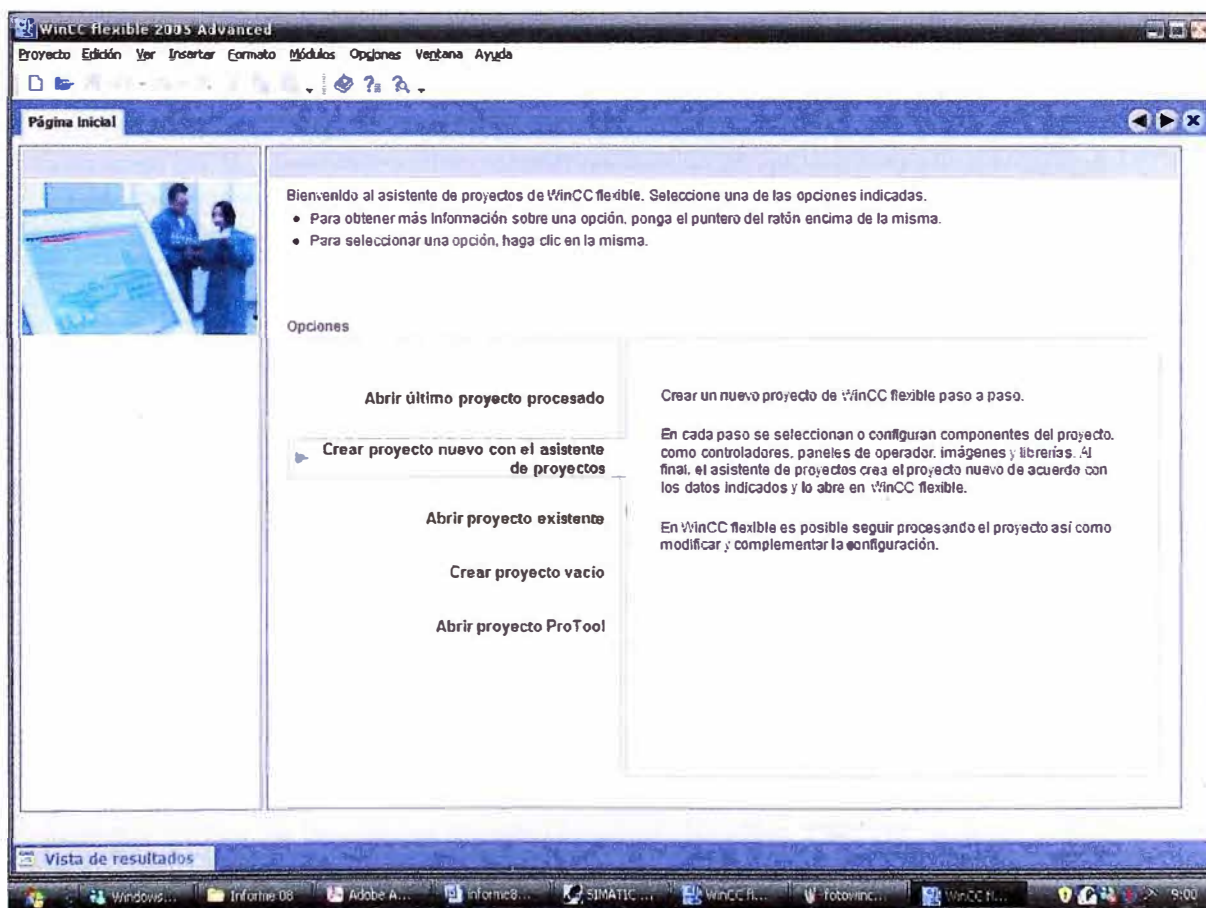 WinCC flexible 2005 Advanced
Proyecto Edición Ver Insertar Formato Módulos Opciones Ventana Ayuda
Página inicial
Bienvenido al asistente de proyectos de WinCC flexible. Seleccione una de las opciones indicadas.
• Para obtener más información sobre una opción, ponga el puntero del ratón encima de la misma.
• Para seleccionar una opción, haga clic en la misma.
Opciones
Abrir último proyecto procesado
Crear proyecto nuevo con el asistente
de proyectos
Abrir proyecto existente
Crear proyecto vacío
Abrir proyecto ProTool
Crear un nuevo proyecto de WinCC flexible paso a paso.
En cada paso se seleccionan o configuran componentes del proyecto,
como controladores, paneles de operador, imágenes y librerías. Al
final, el asistente de proyectos crea el proyecto nuevo de acuerdo con
los datos indicados y lo abre en WinCC flexible.
En WinCC flexible es posible seguir procesando el proyecto así como
modificar y complementar la configuración.
Vista de resultados
Windows... Informe 08 Adobe A... informe8... SIMATIC ... WinCC fl... fotowinc... WinCC fl... 9:00